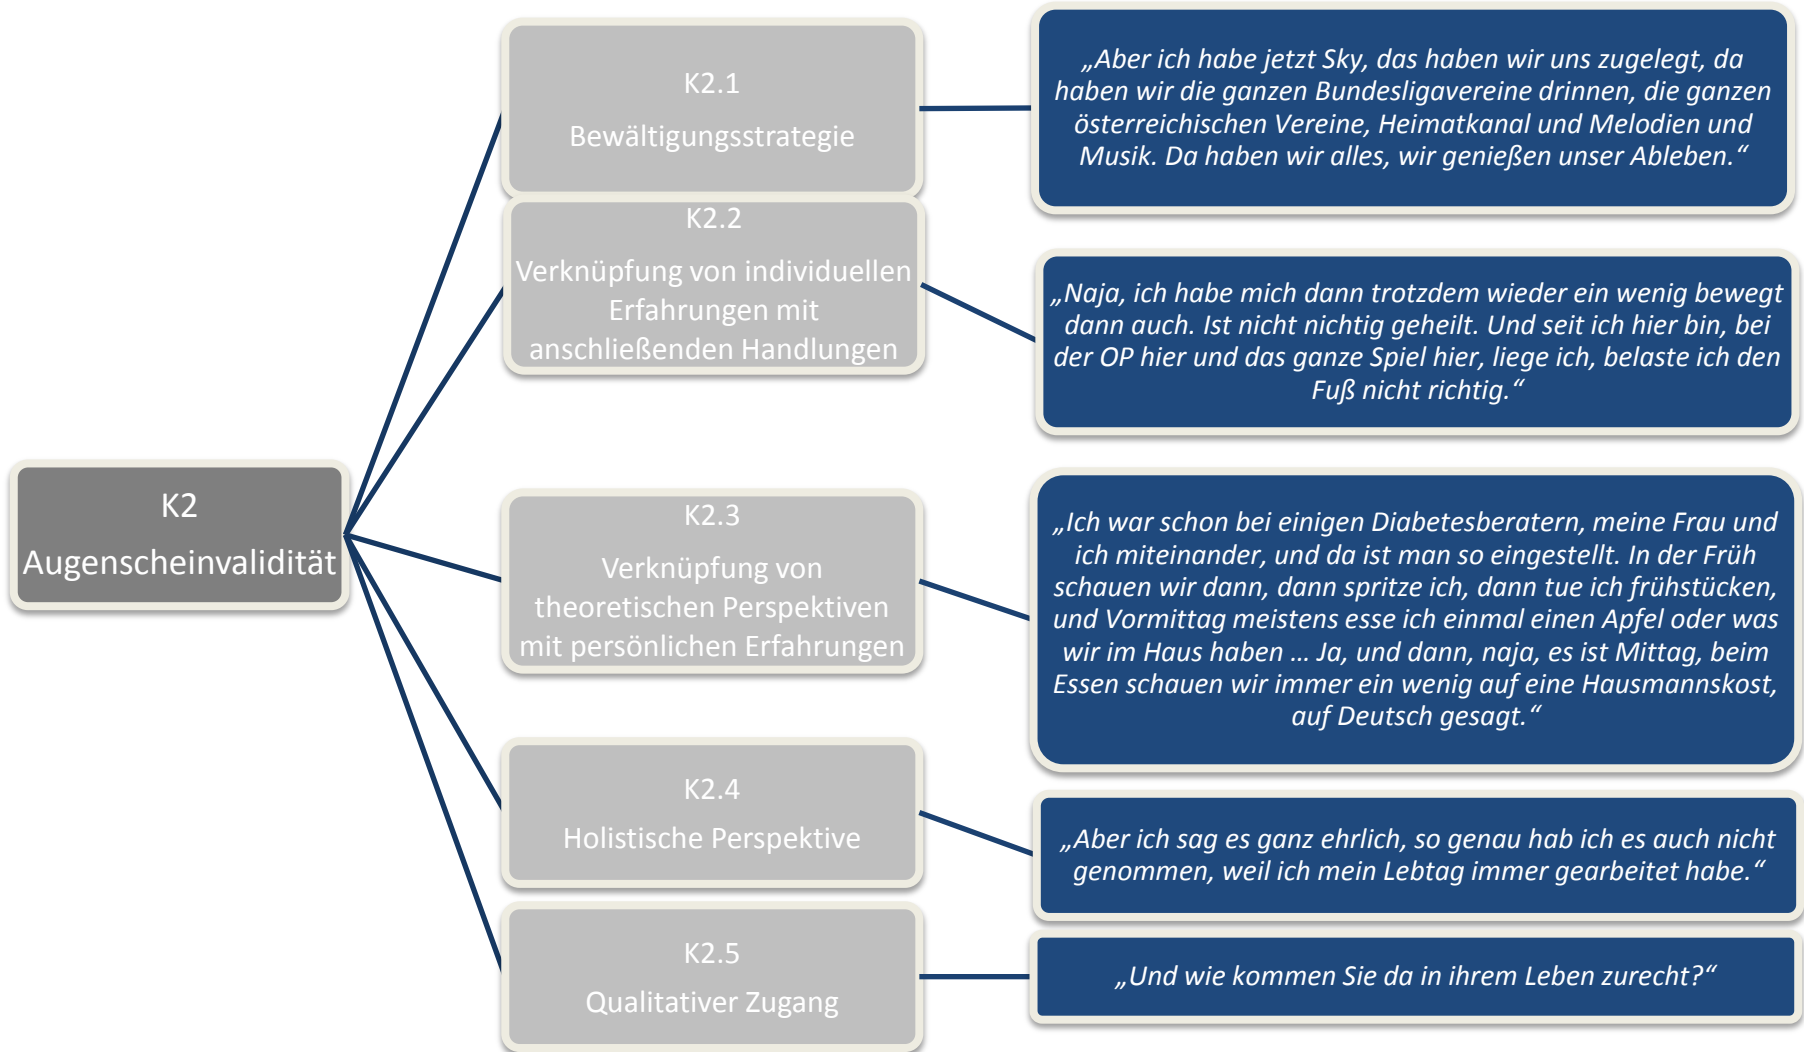 K2
Augenscheinvalidität
K2.1
Bewältigungsstrategie
„Aber ich habe jetzt Sky, das haben wir uns zugelegt, da
haben wir die ganzen Bundesligavereine drinnen, die ganzen
österreichischen Vereine, Heimatkanal und Melodien und
Musik. Da haben wir alles, wir genießen unser Ableben.“
K2.2
Verknüpfung von individuellen
Erfahrungen mit
anschließenden Handlungen
„Naja, ich habe mich dann trotzdem wieder ein wenig bewegt
dann auch. Ist nicht nichtig geheilt. Und seit ich hier bin, bei
der OP hier und das ganze Spiel hier, liege ich, belaste ich den
Fuß nicht richtig.“
K2.3
Verknüpfung von
theoretischen Perspektiven
mit persönlichen Erfahrungen
„Ich war schon bei einigen Diabetesberatern, meine Frau und
ich miteinander, und da ist man so eingestellt. In der Früh
schauen wir dann, dann spritze ich, dann tue ich frühstücken,
und Vormittag meistens esse ich einmal einen Apfel oder was
wir im Haus haben … Ja, und dann, naja, es ist Mittag, beim
Essen schauen wir immer ein wenig auf eine Hausmannskost,
auf Deutsch gesagt.“
K2.4
Holistische Perspektive
„Aber ich sag es ganz ehrlich, so genau hab ich es auch nicht
genommen, weil ich mein Lebtag immer gearbeitet habe.“
K2.5
Qualitativer Zugang
„Und wie kommen Sie da in ihrem Leben zurecht?“